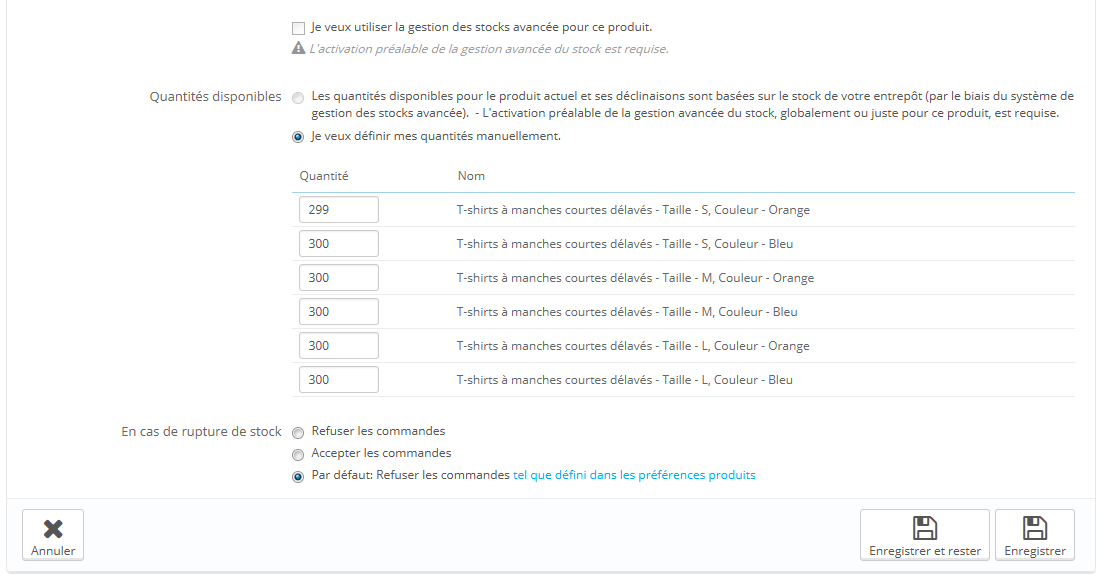 Je veux utiliser la gestion des stocks avancée pour ce produit.
L'activation préalable de la gestion avancée du stock est requise.
Quantités disponibles
Les quantités disponibles pour le produit actuel et ses déclinaisons sont basées sur le stock de votre entrepôt (par le biais du système de
gestion des stocks avancée). - L'activation préalable de la gestion avancée du stock, globalement ou juste pour ce produit, est requise.
Je veux définir mes quantités manuellement.
Quantité Nom
299 T-shirts à manches courtes délavés - Taille - S, Couleur - Orange
300 T-shirts à manches courtes délavés - Taille - S, Couleur - Bleu
300 T-shirts à manches courtes délavés - Taille - M, Couleur - Orange
300 T-shirts à manches courtes délavés - Taille - M, Couleur - Bleu
300 T-shirts à manches courtes délavés - Taille - L, Couleur - Orange
300 T-shirts à manches courtes délavés - Taille - L, Couleur - Bleu
En cas de rupture de stock
Refuser les commandes
Accepter les commandes
Par défaut: Refuser les commandes tel que défini dans les préférences produits
Annuler Enregistrer et rester Enregistrer